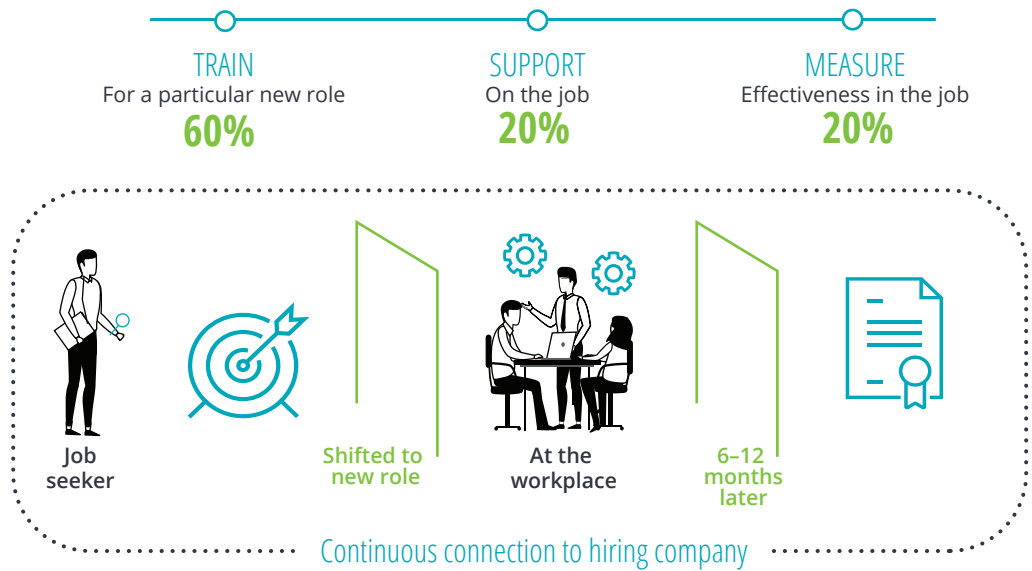 TRAIN
For a particular new role
60%
SUPPORT
On the job
20%
MEASURE
Effectiveness in the job
20%
Job
seeker
Shifted to
new role
At the
workplace
6–12
months
later
Continuous connection to hiring company